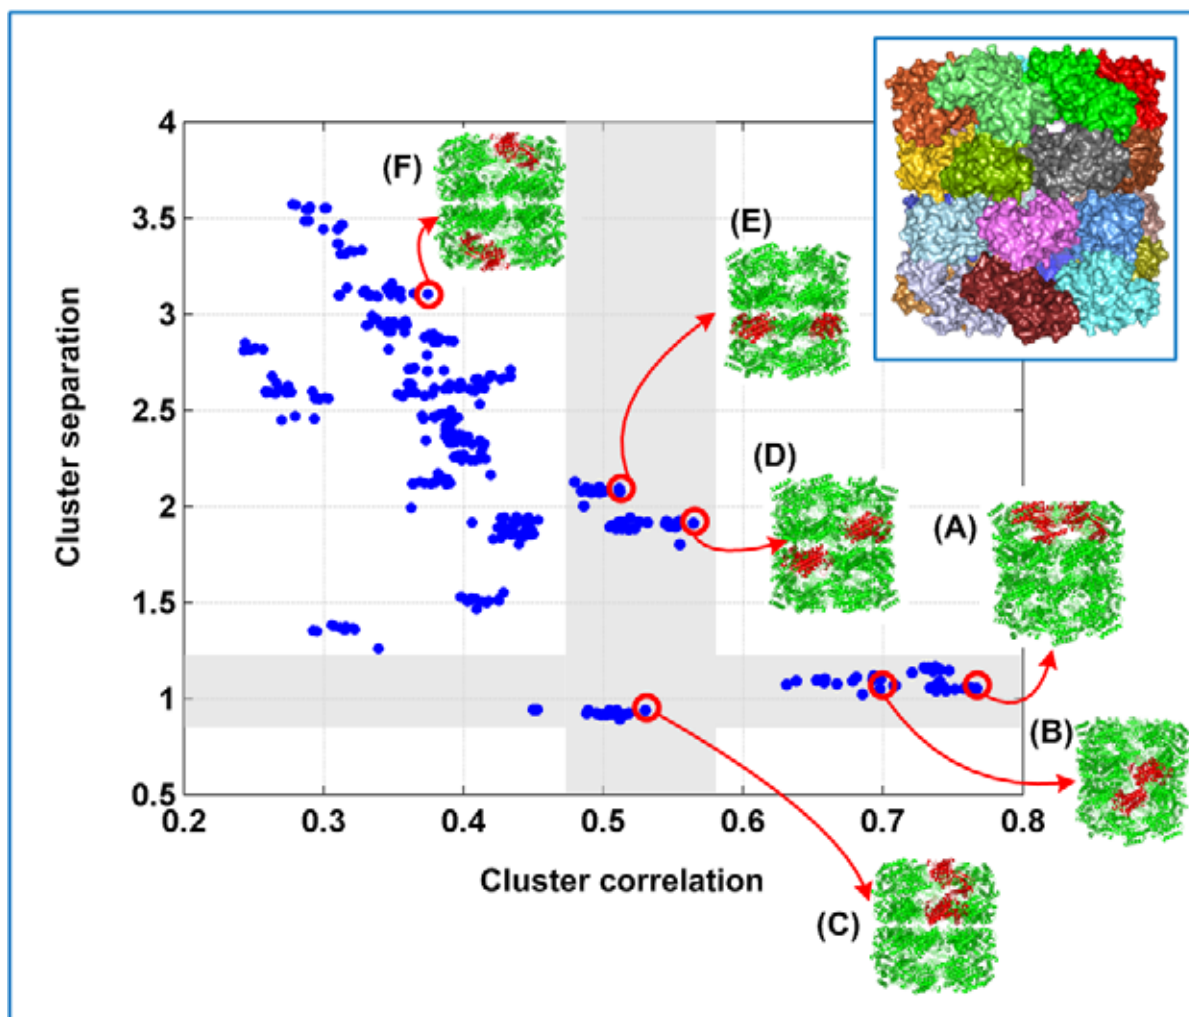 4
(F)
3.5
(E)
3
2.5
(D)
2
(A)
1.5
1
(B)
0.5
0.2 0.3 0.4 0.5 0.6 0.7 0.8
Cluster separation
Cluster correlation
(C)